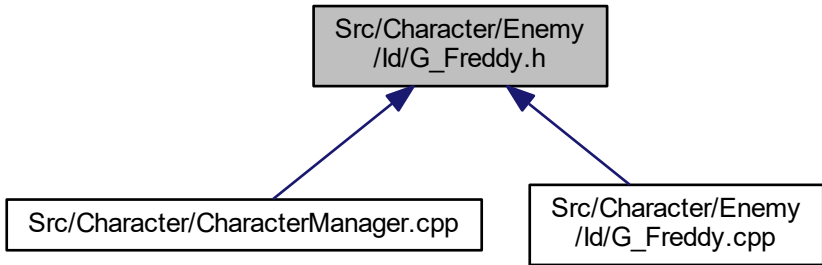 Src/Character/Enemy
/Id/G_Freddy.h
Src/Character/CharacterManager.cpp
Src/Character/Enemy
/Id/G_Freddy.cpp